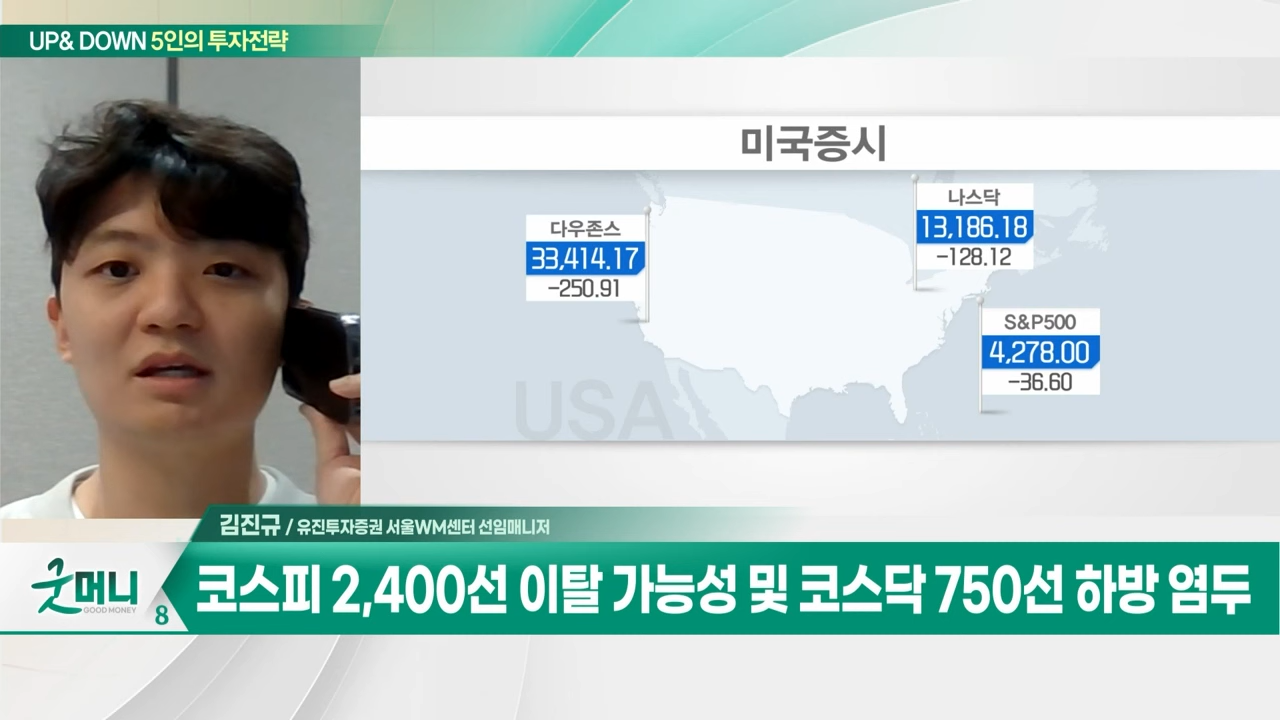 UP& DOWN 5인의 투자전략
미국증시
다우존스
33,414.17
-250.91
나스닥
13,186.18
-128.12
S&P500
4,278.00
-36.60
USA
김진규 / 유진투자증권 서울WM센터 선임매니저
굿머니
GOOD MONEY
8
코스피 2,400선 이탈 가능성 및 코스닥 750선 하방 염두